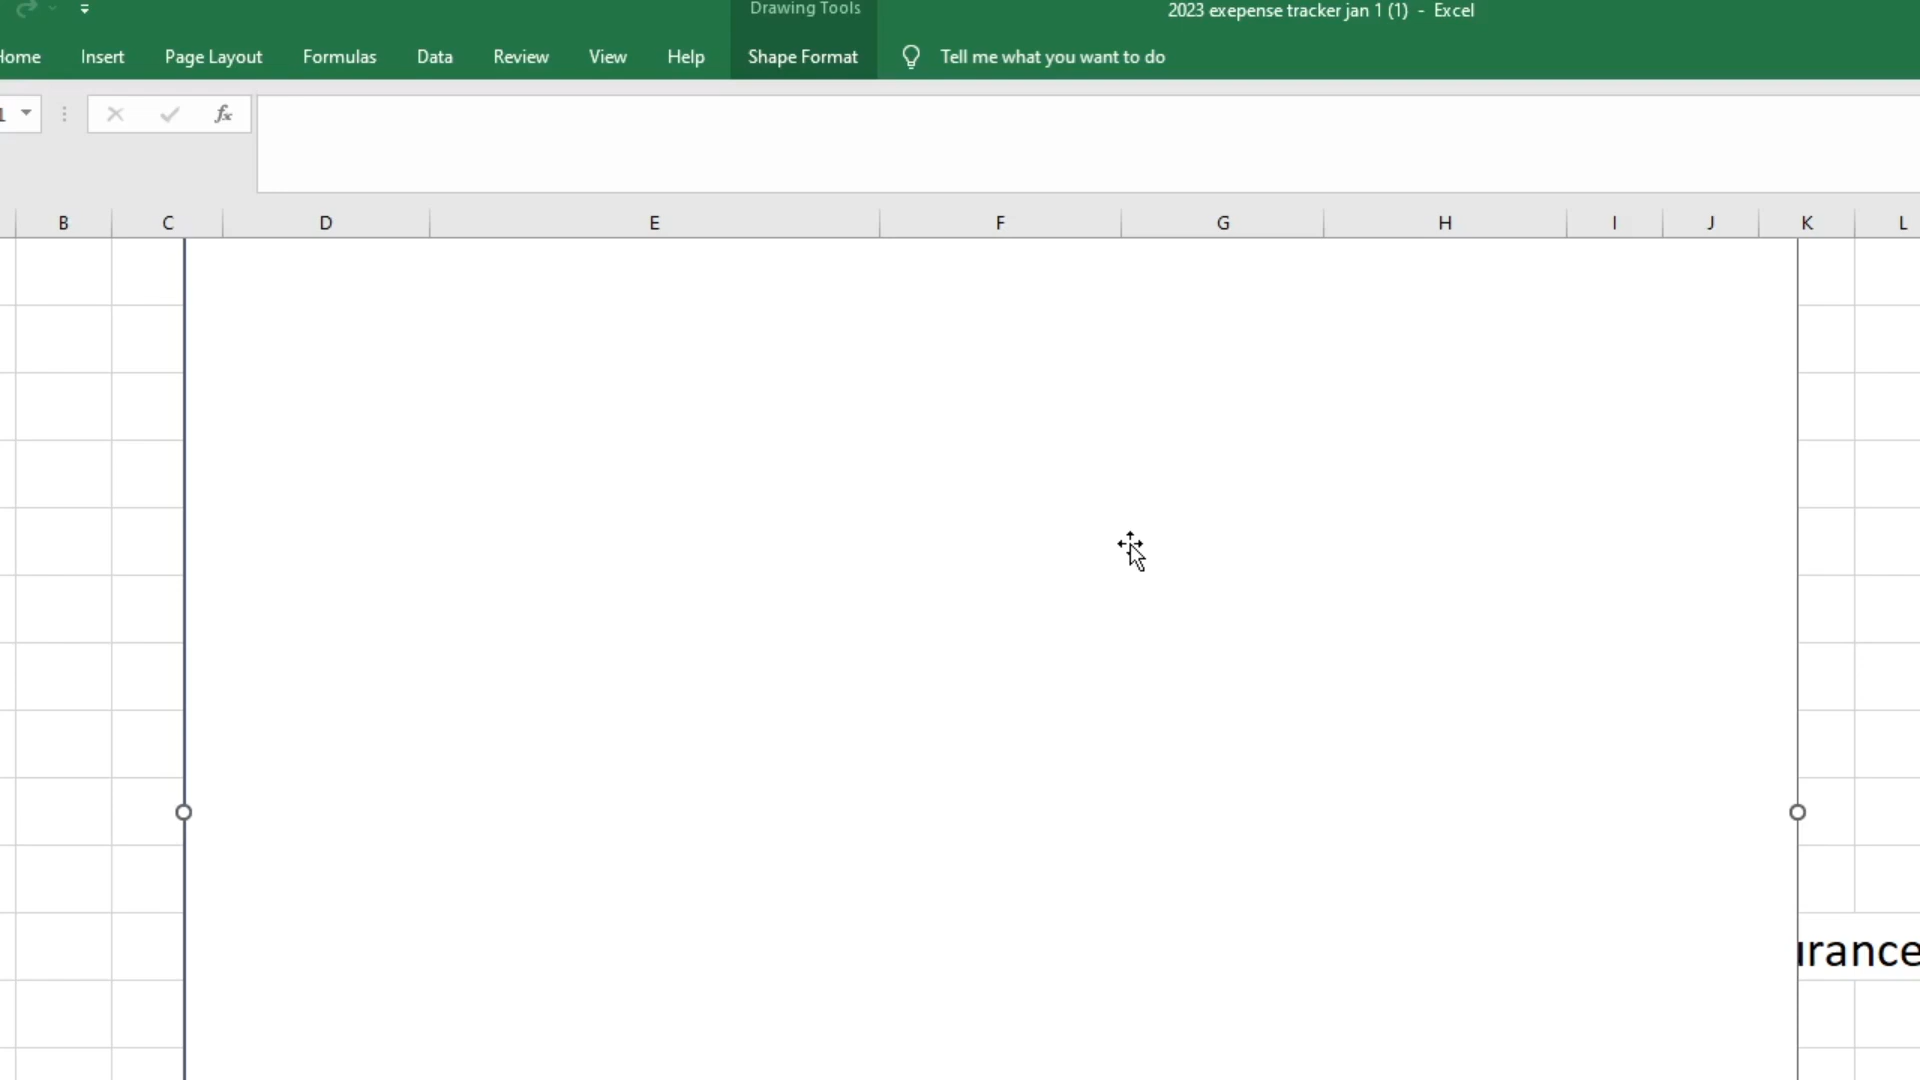 Drawing Tools
2023 exepense tracker jan 1 (1) - Excel
Home Insert Page Layout Formulas Data Review View Help Shape Format Tell me what you want to do
fx
B C D E F G H I J K L
urance